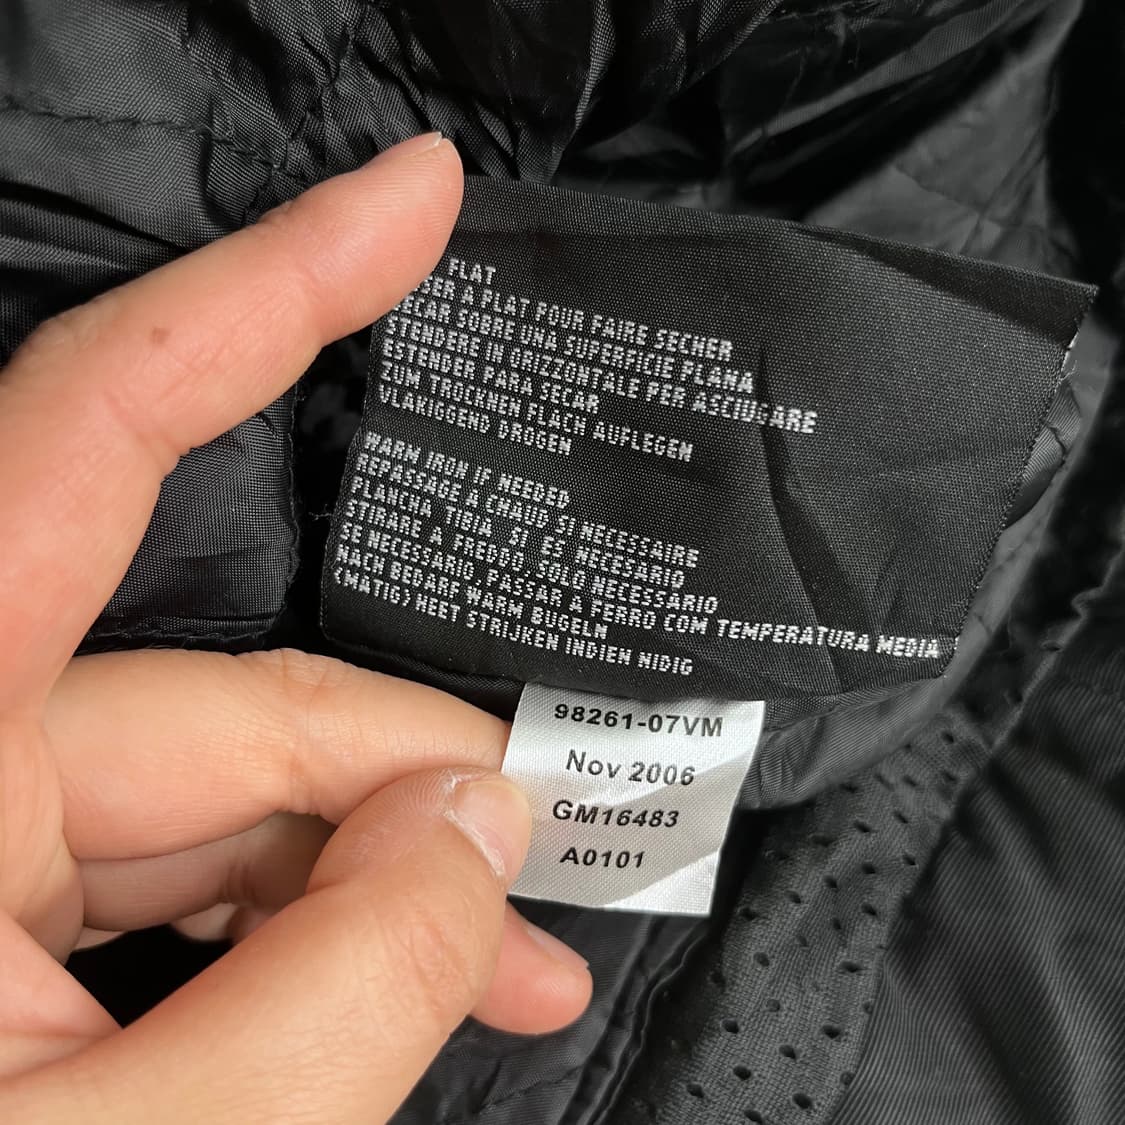 FLAT
SER A PLAT POUR FAIRE SECHER
ECAR SOBRE UNA SUPERFICIE PLANA
STENDERE IN ORIZZONTALE PER ASCIUGARE
ESTENDER PARA SECAR
ZUM TROCKNEN FLACH AUFLEGEN
VLAKIGGEND DROGEN
WARM IRON IF NEEDED
REPASSAGE A CHAUD SI NECESSAIRE
PLANCHA TIBIA SI ES NECESARIO
STIRARE A FREDDO, SOLO NECESSARIO
SE NECESSARIO, PASSAR A FERRO COM TEMPERATURA MEDIA
NACH BEDARF WARM BUGELN
(MATIG) HEET STRIJKEN INDIEN NIDIG
98261-07VM
Nov 2006
GM16483
A0101